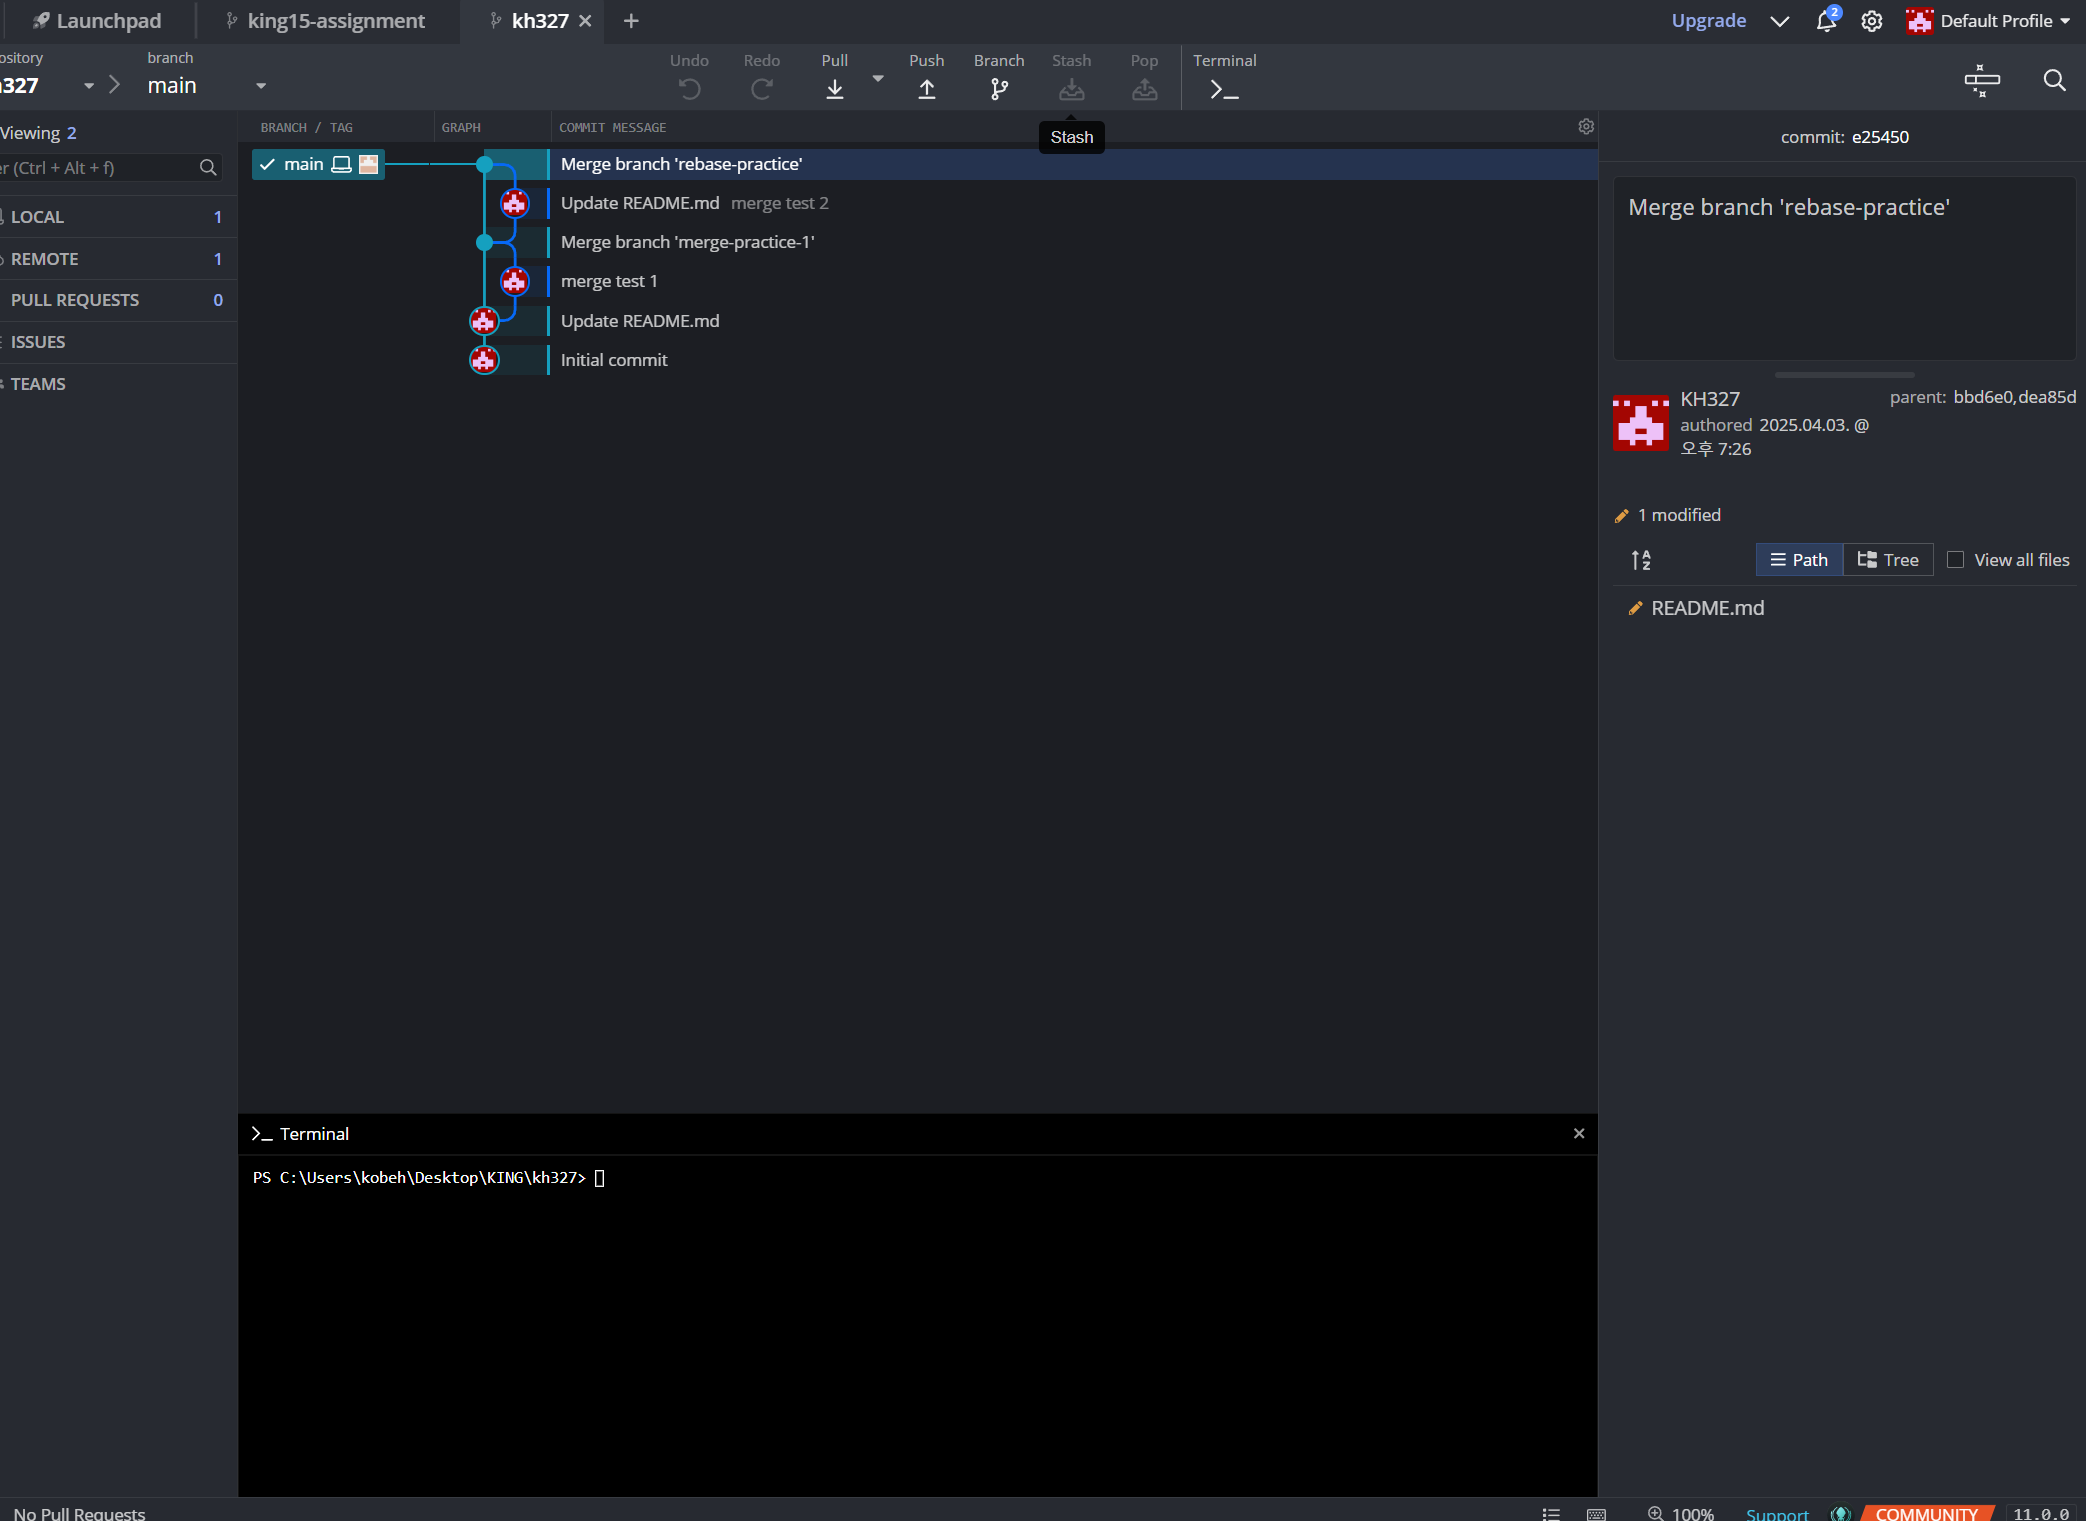 Launchpad
king15-assignment
kh327
Upgrade
2
Default Profile
branch
327
main
Undo
Redo
Pull
Push
Branch
Stash
Pop
Terminal
Stash
Viewing 2
(Ctrl + Alt + f)
LOCAL 1
REMOTE 1
PULL REQUESTS 0
ISSUES
TEAMS
BRANCH / TAG
GRAPH
COMMIT MESSAGE
main
Merge branch 'rebase-practice'
Update README.md merge test 2
Merge branch 'merge-practice-1'
merge test 1
Update README.md
Initial commit
commit: e25450
Merge branch 'rebase-practice'
KH327
parent: bbd6e0,dea85d
authored 2025.04.03. @
오후 7:26
1 modified
Path
Tree
View all files
README.md
>_ Terminal
PS C:\Users\kobeh\Desktop\KING\kh327>
No Pull Requests
100%
Support
COMMUNITY
11.0.0